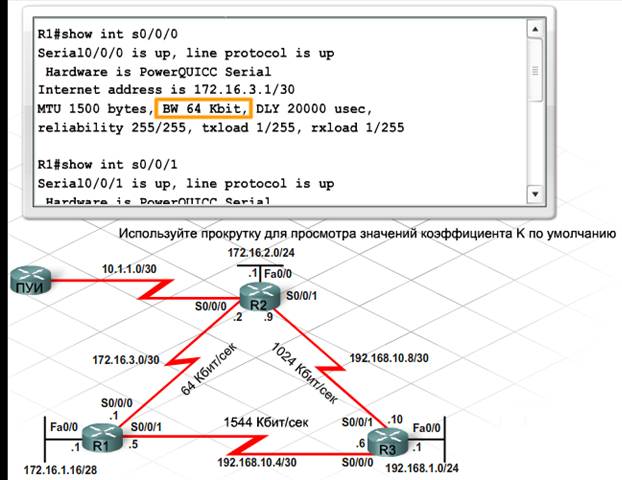 R1#show int s0/0/0
Serial0/0/0 is up, line protocol is up
Hardware is PowerQUICC Serial
Internet address is 172.16.3.1/30
MTU 1500 bytes, BW 64 Kbit, DLY 20000 usec,
reliability 255/255, txload 1/255, rxload 1/255
R1#show int s0/0/1
Serial0/0/1 is up, line protocol is up
Hardware is PowerQUICC Serial
Используйте прокрутку для просмотра значений коэффициента K по умолчанию
172.16.2.0/24
10.1.1.0/30
.1
Fa0/0
ПУИ
S0/0/0
R2
S0/0/1
.2
.9
172.16.3.0/30
64 Кбит/сек
1024 Кбит/сек
192.168.10.8/30
S0/0/0
.1
1544 Кбит/сек
.10
Fa0/0
S0/0/1
S0/0/1
Fa0/0
.1
R1
.5
.6
R3
.1
172.16.1.16/28
192.168.10.4/30
S0/0/0
192.168.1.0/24